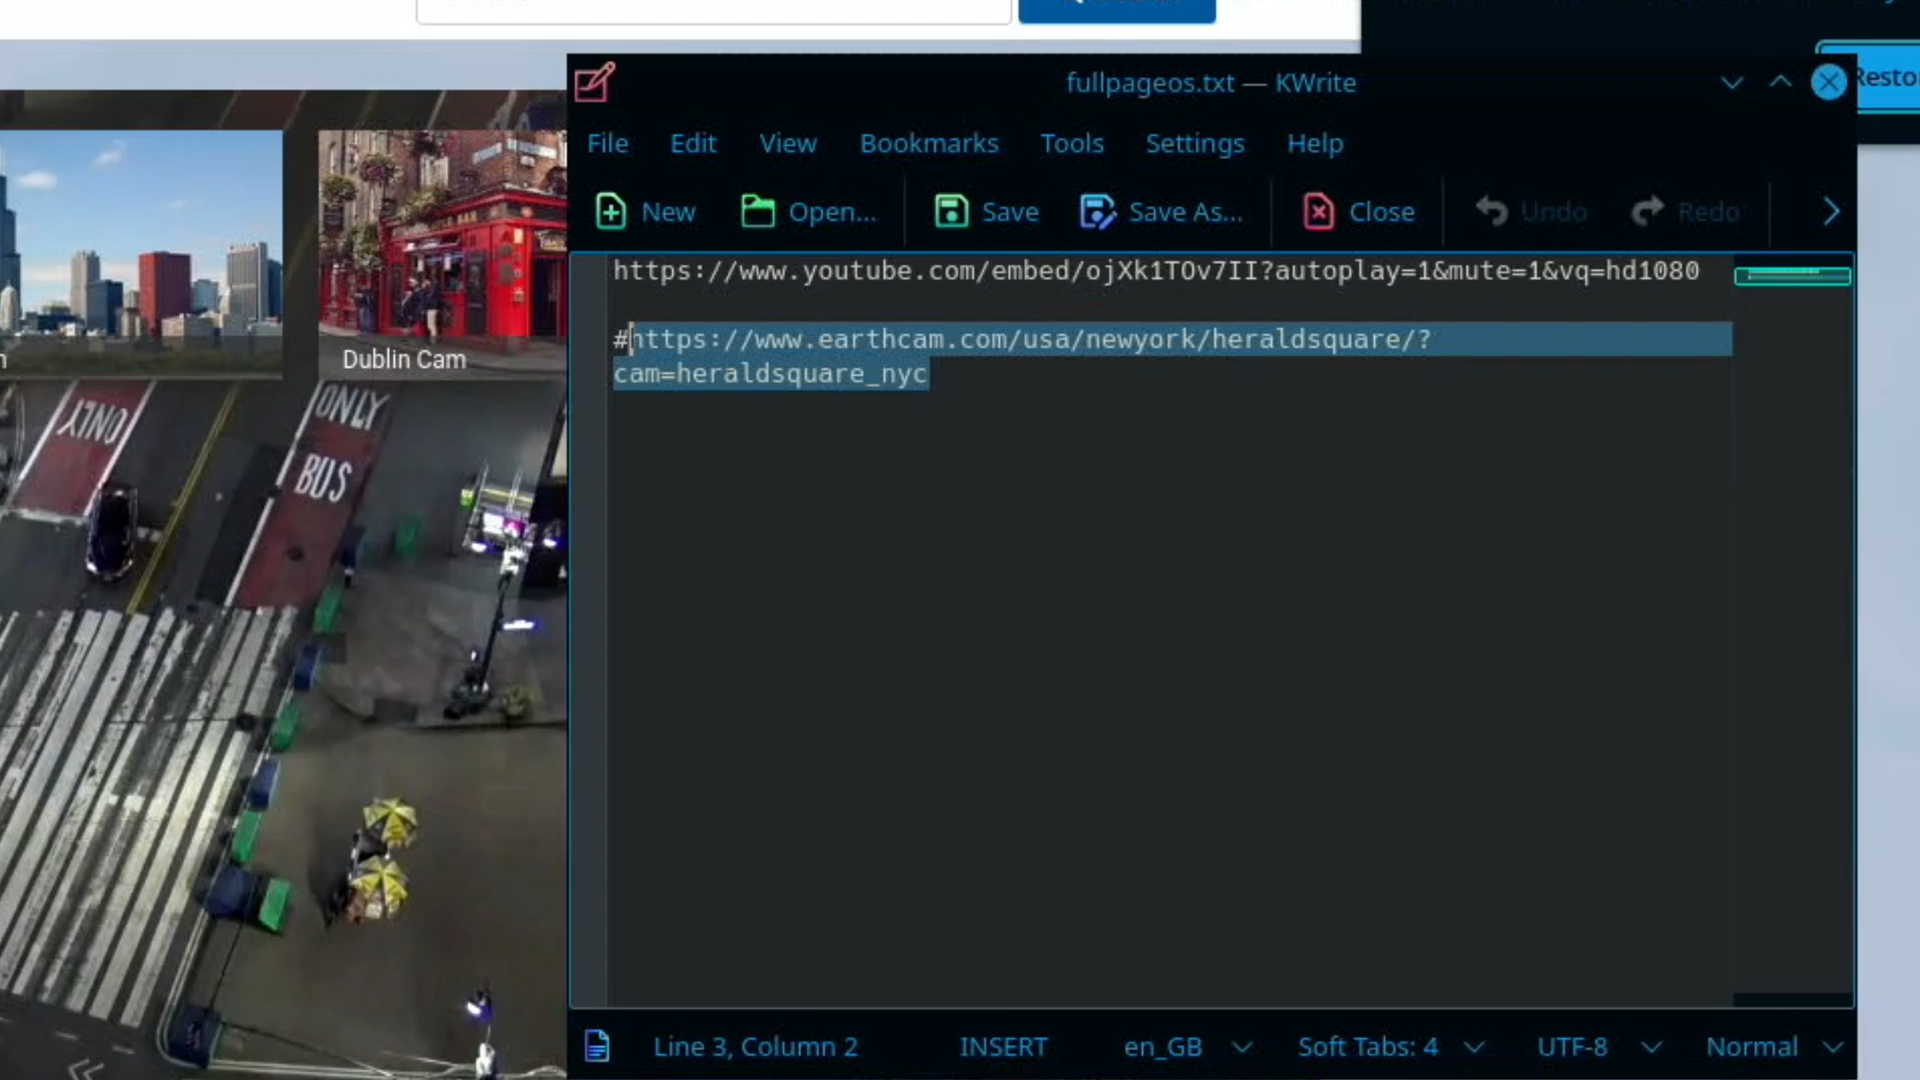 Resto
fullpageos.txt — KWrite
File Edit View Bookmarks Tools Settings Help
New Open... Save Save As... Close Undo Redo
https://www.youtube.com/embed/ojXk1TOv7II?autoplay=1&mute=1&vq=hd1080
#https://www.earthcam.com/usa/newyork/heraldsquare/?
cam=heraldsquare_nyc
Dublin Cam
ONLY
ONLY
BUS
Line 3, Column 2 INSERT en_GB Soft Tabs: 4 UTF-8 Normal